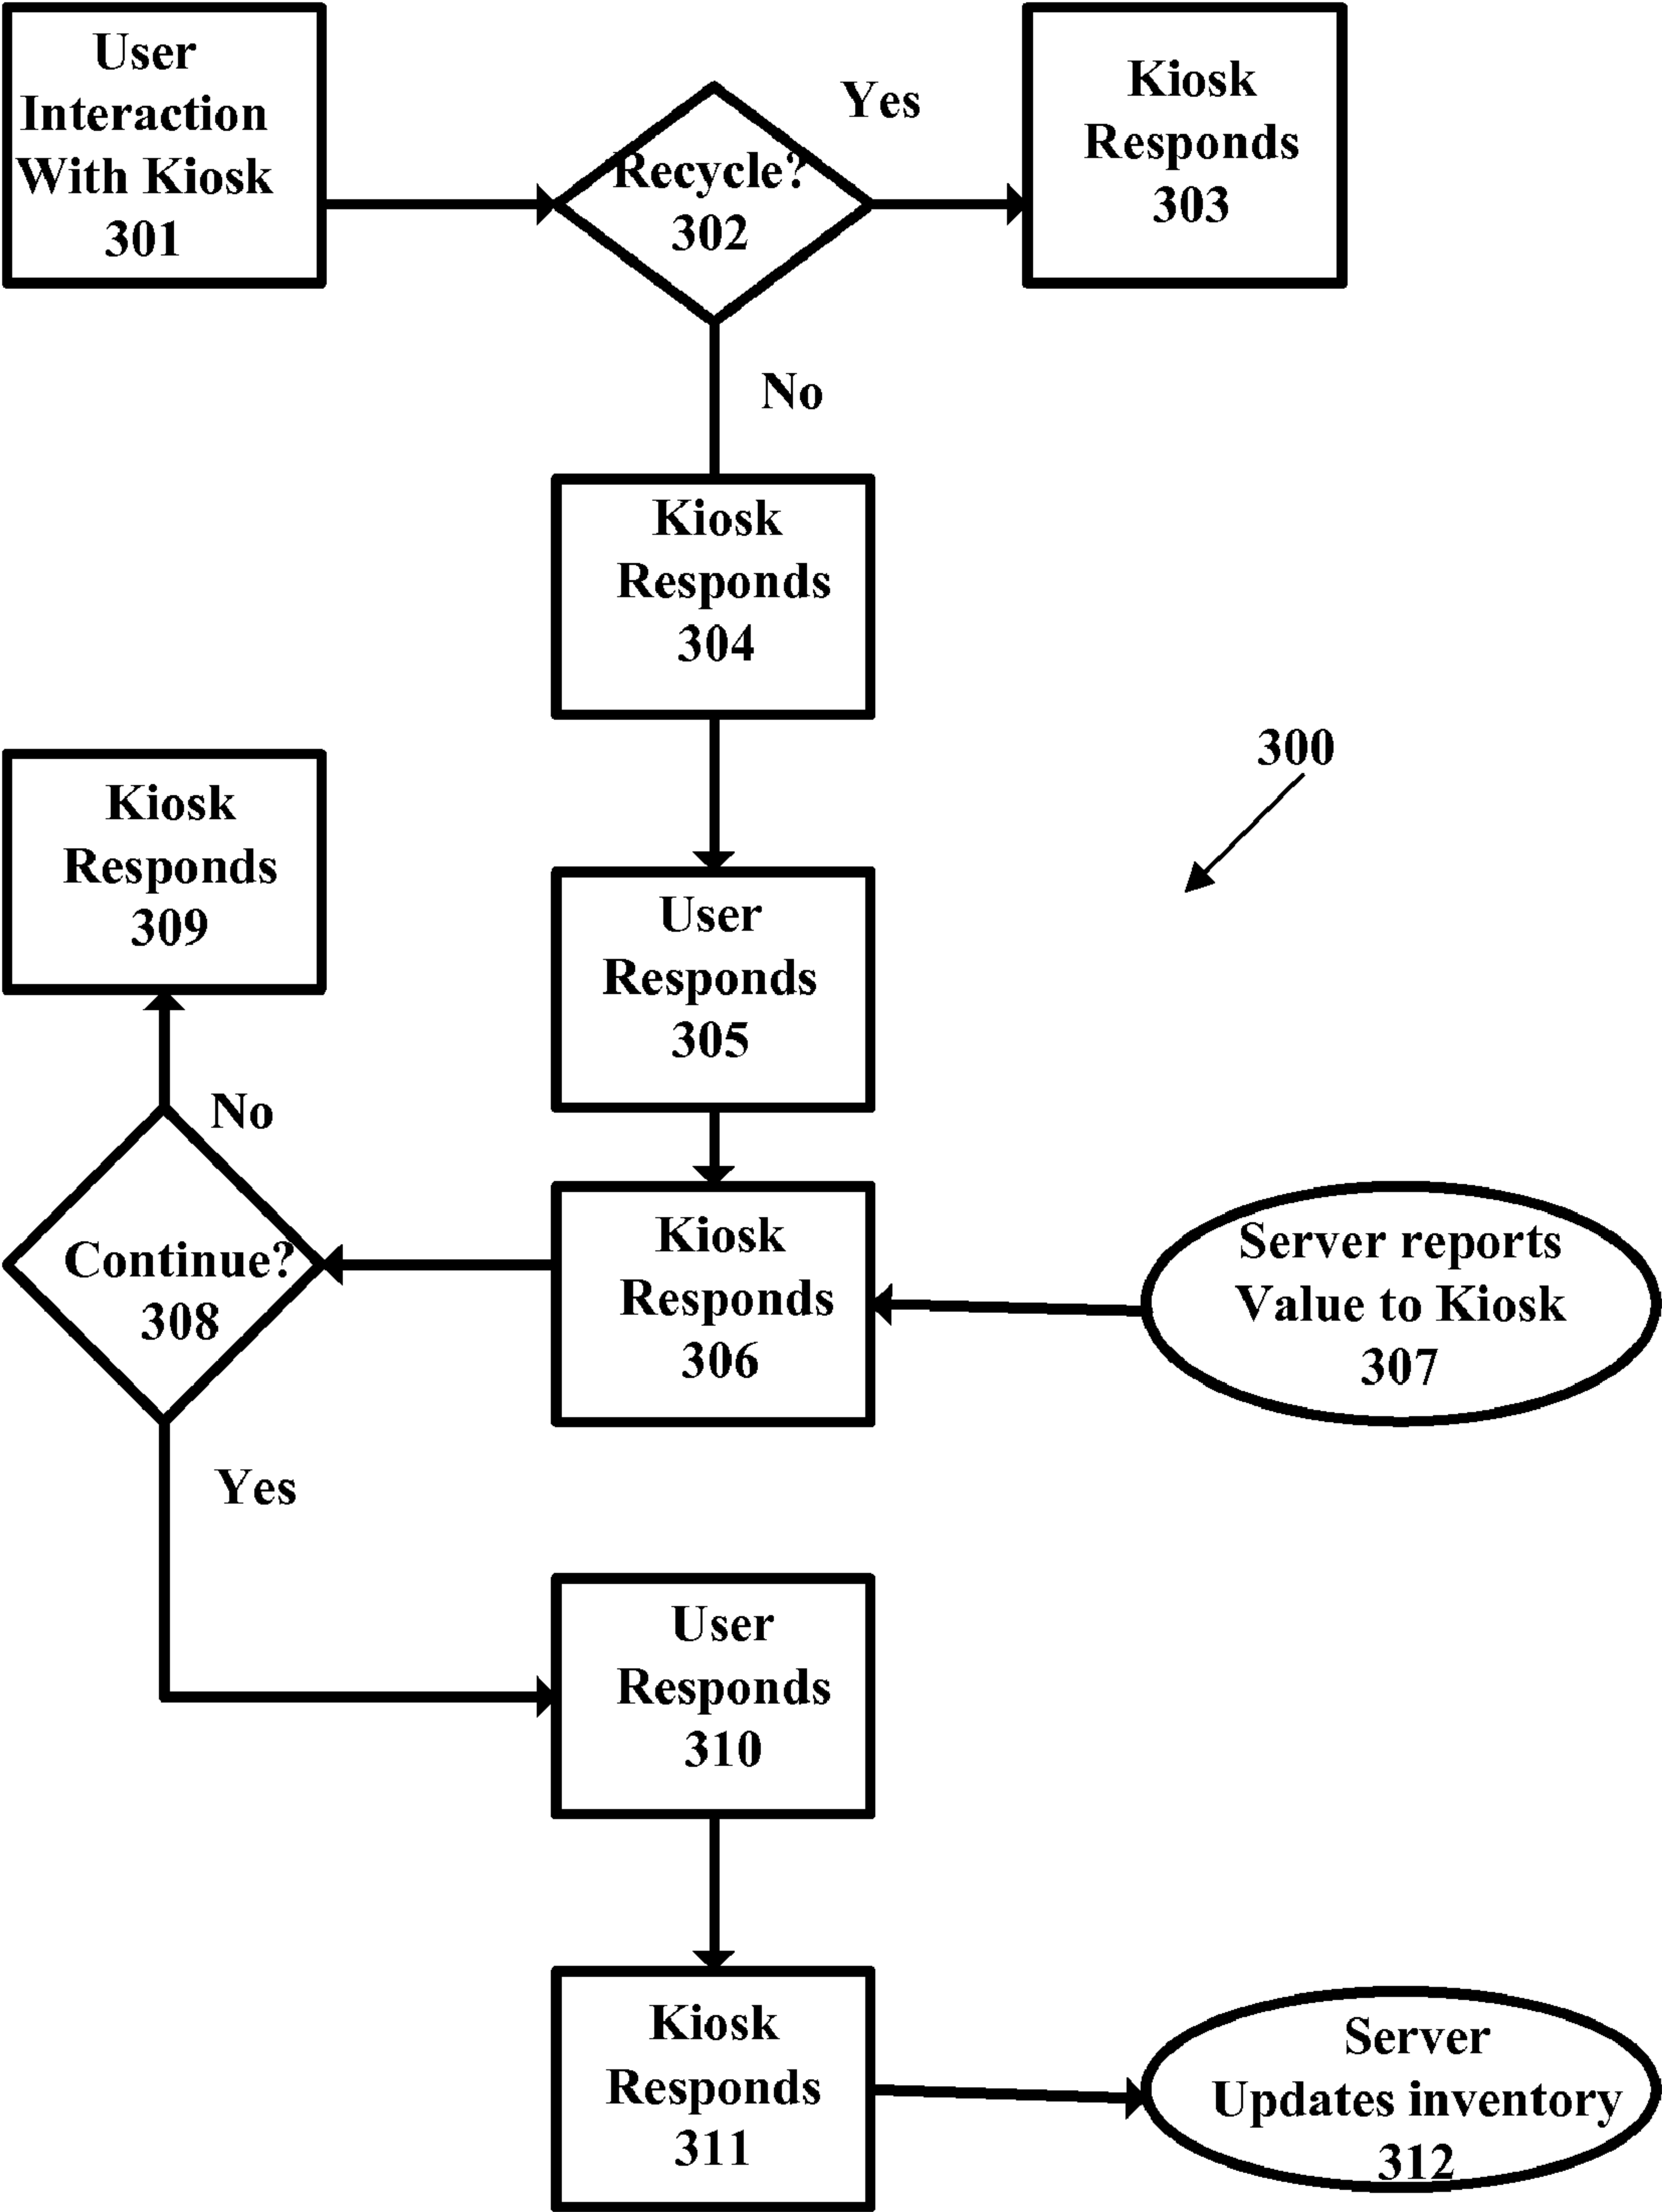 User
Interaction
With Kiosk
301
Recycle?
302
Yes
Kiosk
Responds
303
No
Kiosk
Responds
304
300
Kiosk
Responds
309
User
Responds
305
No
Continue?
308
Kiosk
Responds
306
Server reports
Value to Kiosk
307
Yes
User
Responds
310
Kiosk
Responds
311
Server
Updates inventory
312